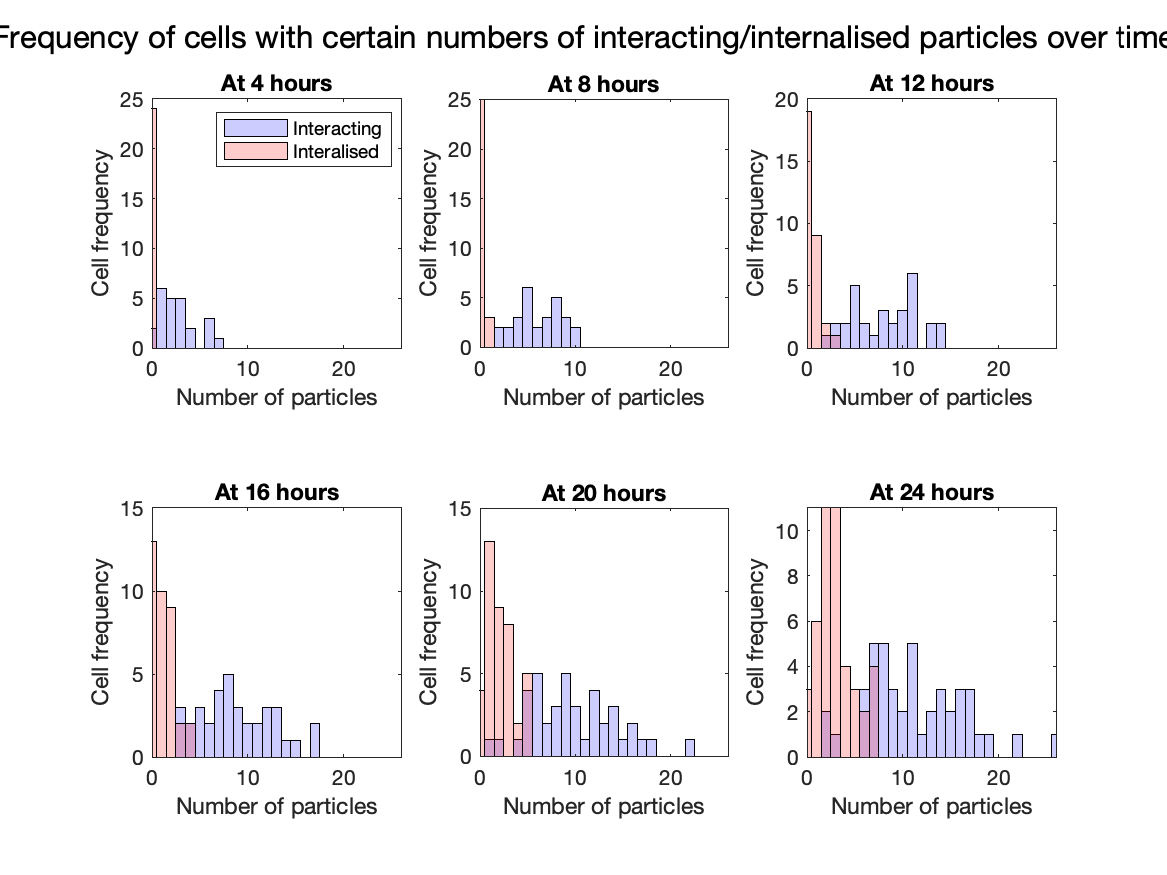 Frequency of cells with certain numbers of interacting/internalised particles over time
At 4 hours
25
20
15
10
5
0
Cell frequency
Interacting
Interalised
0 10 20
Number of particles
At 8 hours
25
20
15
10
5
0
Cell frequency
0 10 20
Number of particles
At 12 hours
20
15
10
5
0
Cell frequency
0 10 20
Number of particles
At 16 hours
15
10
5
0
Cell frequency
0 10 20
Number of particles
At 20 hours
15
10
5
0
Cell frequency
0 10 20
Number of particles
At 24 hours
10
8
6
4
2
0
Cell frequency
0 10 20
Number of particles